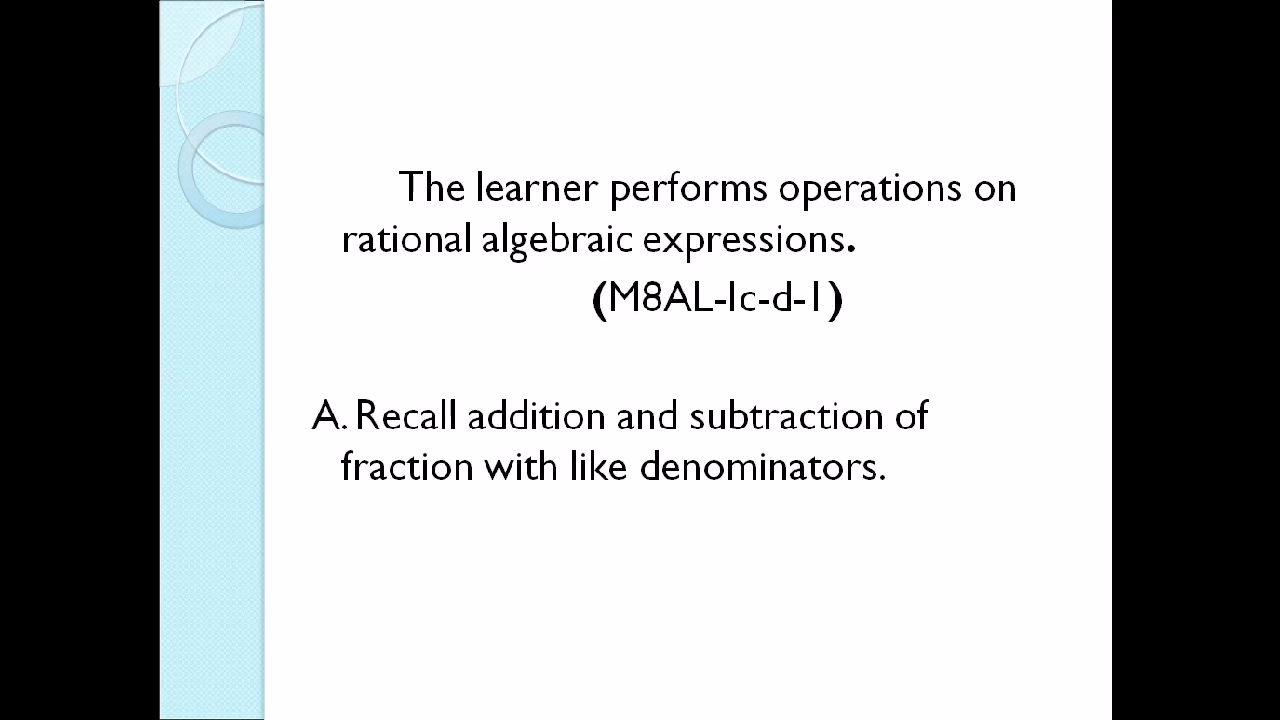 The learner performs operations on
rational algebraic expressions.
(M8AL-Ic-d-1)
A. Recall addition and subtraction of
fraction with like denominators.